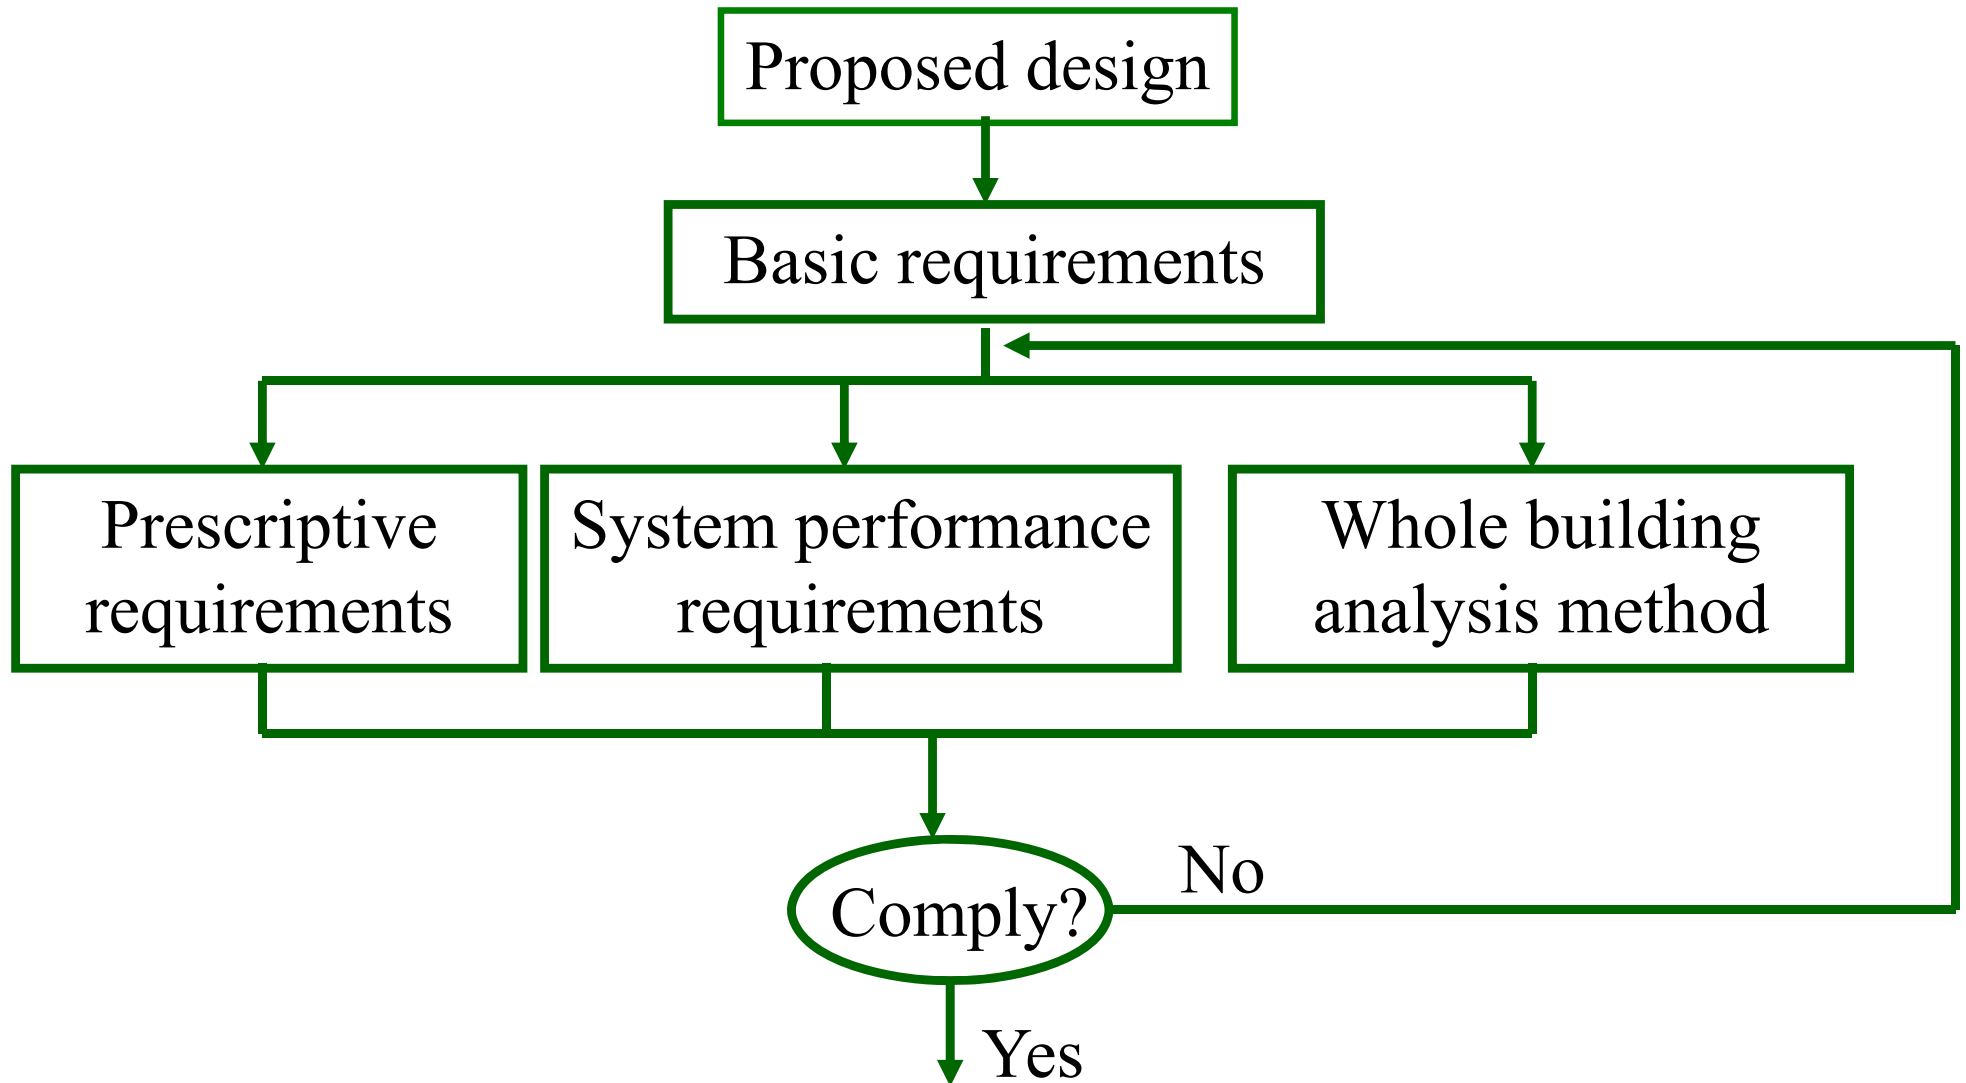 Proposed design
Basic requirements
Prescriptive
requirements
System performance
requirements
Whole building
analysis method
Comply?
No
Yes